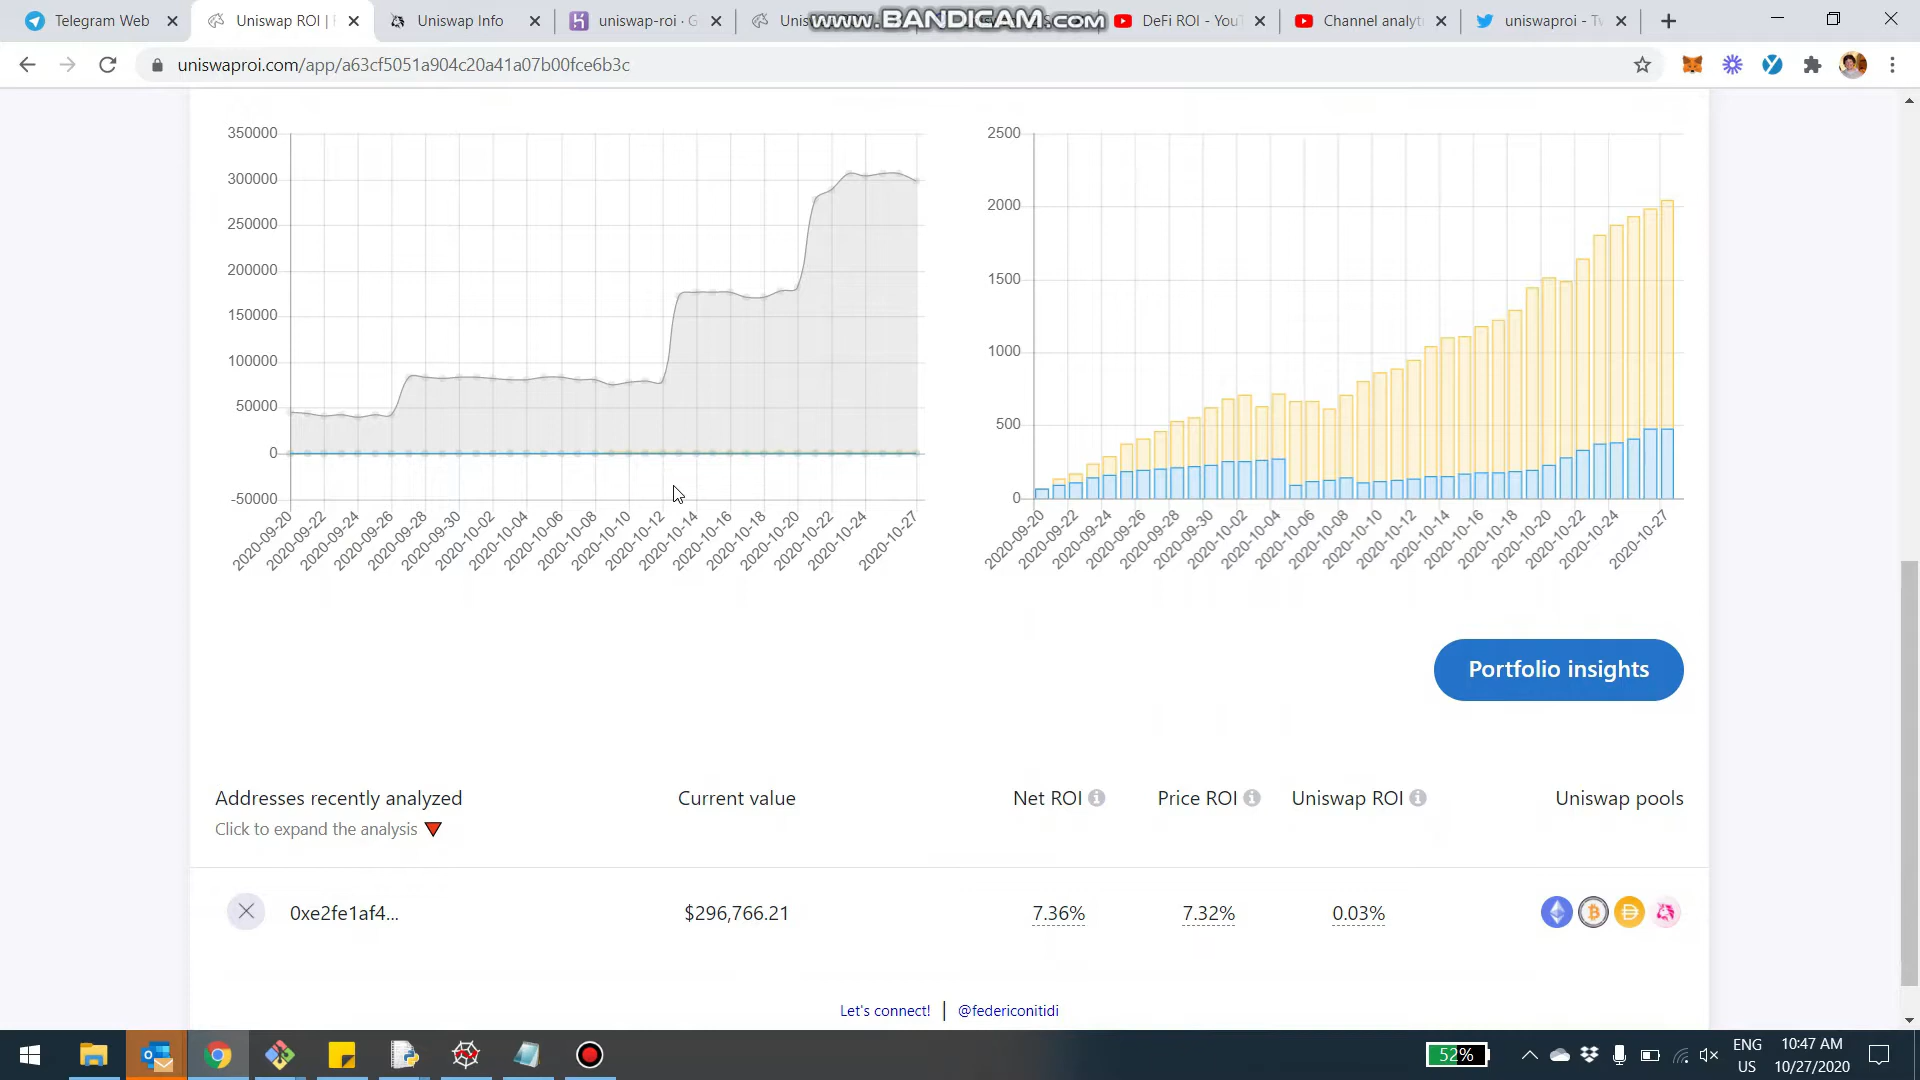 Telegram Web
Uniswap ROI |
Uniswap Info
uniswap-roi · G
Unis
WWW.BANDICAM.COM
DeFi ROI - YouT
Channel analyt
uniswaproi - Tw
uniswaproi.com/app/a63cf5051a904c20a41a07b00fce6b3c
350000
300000
250000
200000
150000
100000
50000
0
-50000
2020-09-20
2020-09-22
2020-09-24
2020-09-26
2020-09-28
2020-09-30
2020-10-02
2020-10-04
2020-10-06
2020-10-08
2020-10-10
2020-10-12
2020-10-14
2020-10-16
2020-10-18
2020-10-20
2020-10-22
2020-10-24
2020-10-27
2500
2000
1500
1000
500
0
2020-09-20
2020-09-22
2020-09-24
2020-09-26
2020-09-28
2020-09-30
2020-10-02
2020-10-04
2020-10-06
2020-10-08
2020-10-10
2020-10-12
2020-10-14
2020-10-16
2020-10-18
2020-10-20
2020-10-22
2020-10-24
2020-10-27
Portfolio insights
Addresses recently analyzed
Click to expand the analysis
Current value
Net ROI
Price ROI
Uniswap ROI
Uniswap pools
0xe2fe1af4...
$296,766.21
7.36%
7.32%
0.03%
Let's connect! | @federiconitidi
52%
ENG
US
10:47 AM
10/27/2020